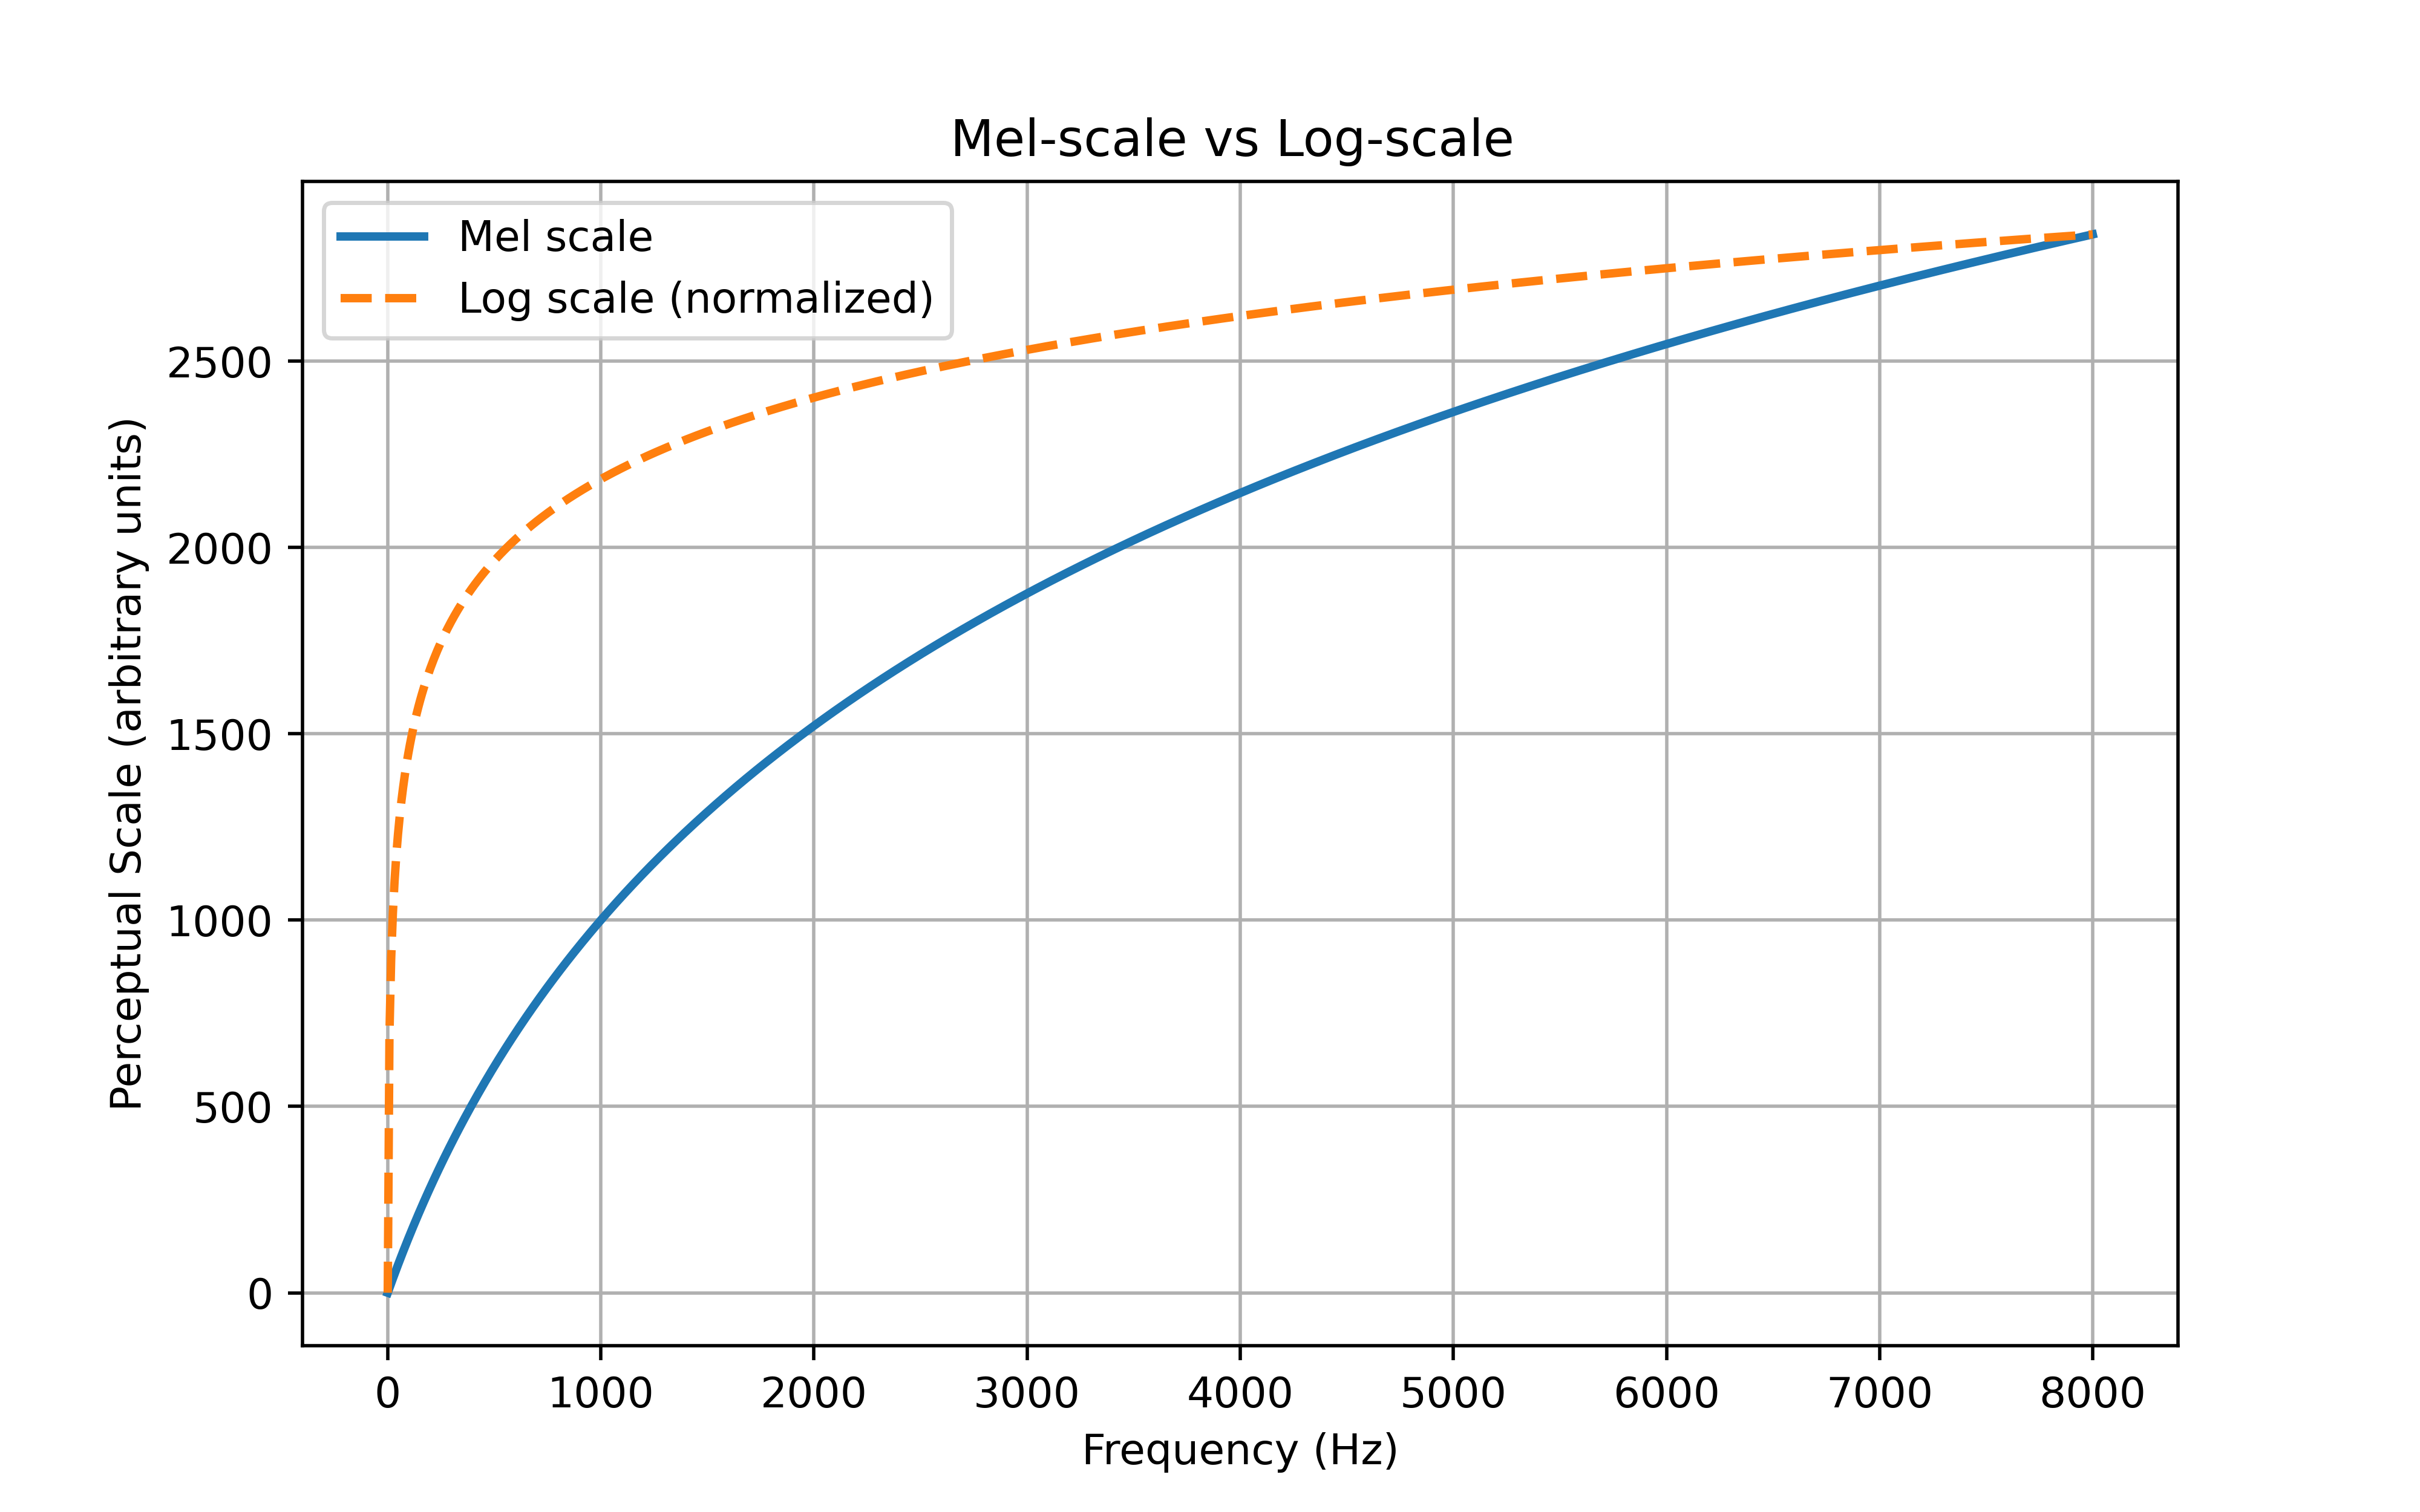 Mel-scale vs Log-scale
Mel scale
Log scale (normalized)
Perceptual Scale (arbitrary units)
2500
2000
1500
1000
500
0
0 1000 2000 3000 4000 5000 6000 7000 8000
Frequency (Hz)